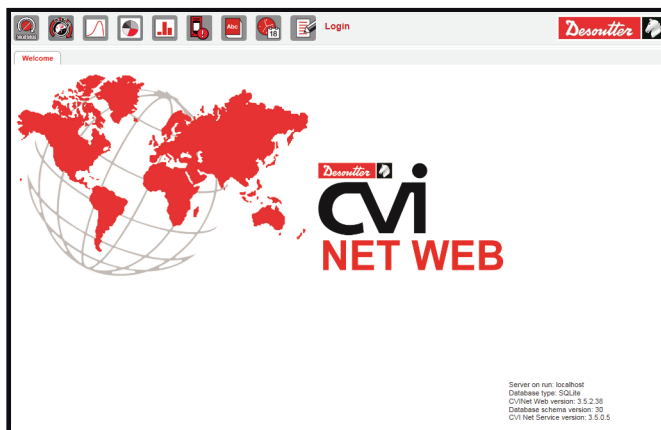 Abc
18
Login
Desoutter
Welcome
Desoutter
CVi
NET WEB
Server on run: localhost
Database type: SQLite
CVINet Web version: 3.5.2.38
Database schema version: 30
CVI Net Service version: 3.5.0.5